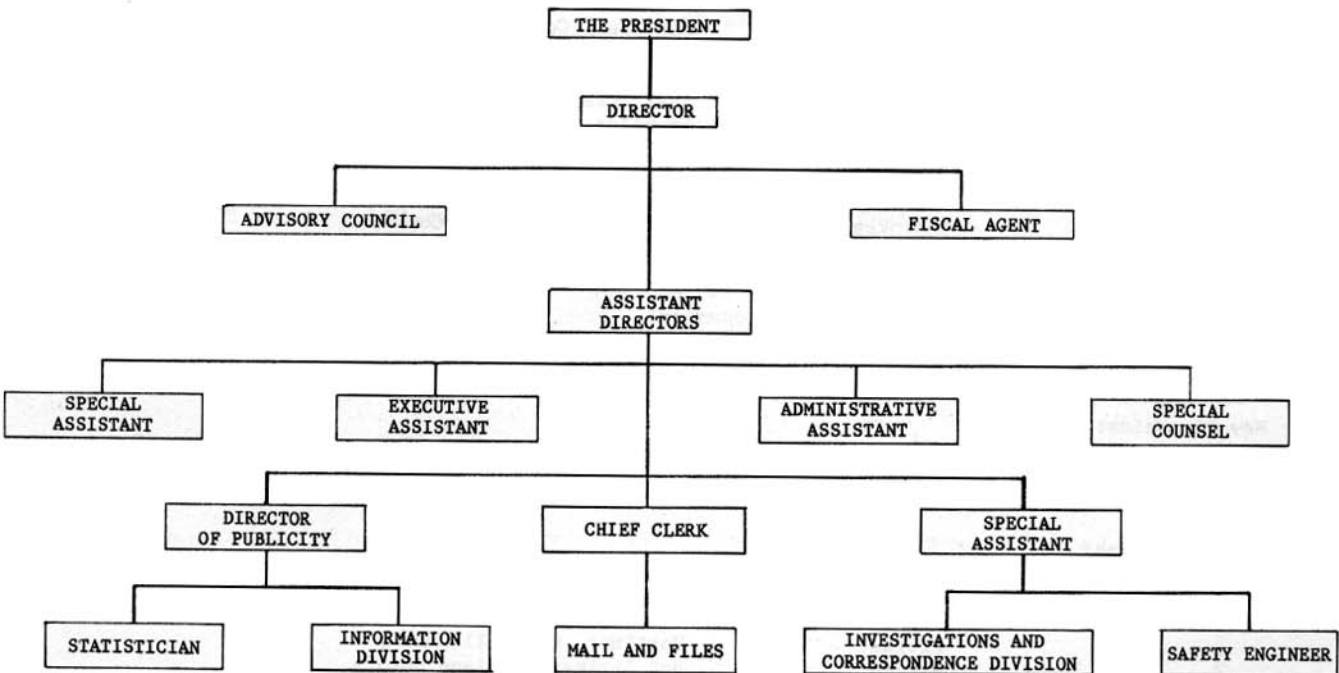 THE PRESIDENT
DIRECTOR
ADVISORY COUNCIL
FISCAL AGENT
ASSISTANT
DIRECTORS
SPECIAL
ASSISTANT
EXECUTIVE
ASSISTANT
ADMINISTRATIVE
ASSISTANT
SPECIAL
COUNSEL
DIRECTOR
OF PUBLICITY
CHIEF CLERK
SPECIAL
ASSISTANT
STATISTICIAN
INFORMATION
DIVISION
MAIL AND FILES
INVESTIGATIONS AND
CORRESPONDENCE DIVISION
SAFETY ENGINEER